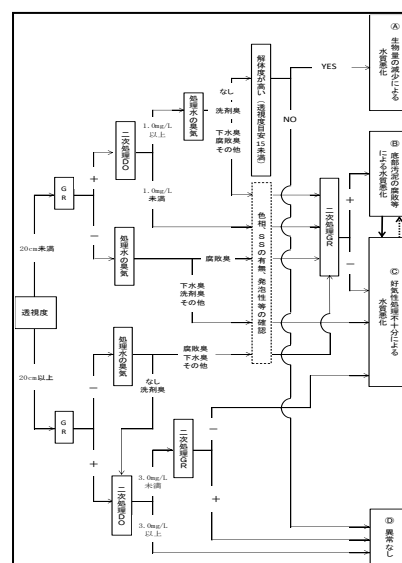 透視度
20cm未満
20cm以上
GR
＋
－
GR
－
＋
二次処理DO
1.0mg/L
以上
1.0mg/L
未満
処理水の臭気
なし
洗剤臭
下水臭
腐敗臭
その他
処理水の臭気
腐敗臭
下水臭
洗剤臭
その他
処理水の臭気
腐敗臭
下水臭
その他
なし
洗剤臭
二次処理DO
3.0mg/L
未満
3.0mg/L
以上
二次処理GR
－
＋
解体度が高い（透視度目安
15未満）
YES
NO
色相、SSの有無、発泡性等の確認
二次処理GR
＋
－
Ⓐ 生物量の減少による
水質悪化
Ⓑ 底部汚泥の腐敗等
による水質悪化
Ⓒ 好気性処理不十分による
水質悪化
Ⓓ 異常なし